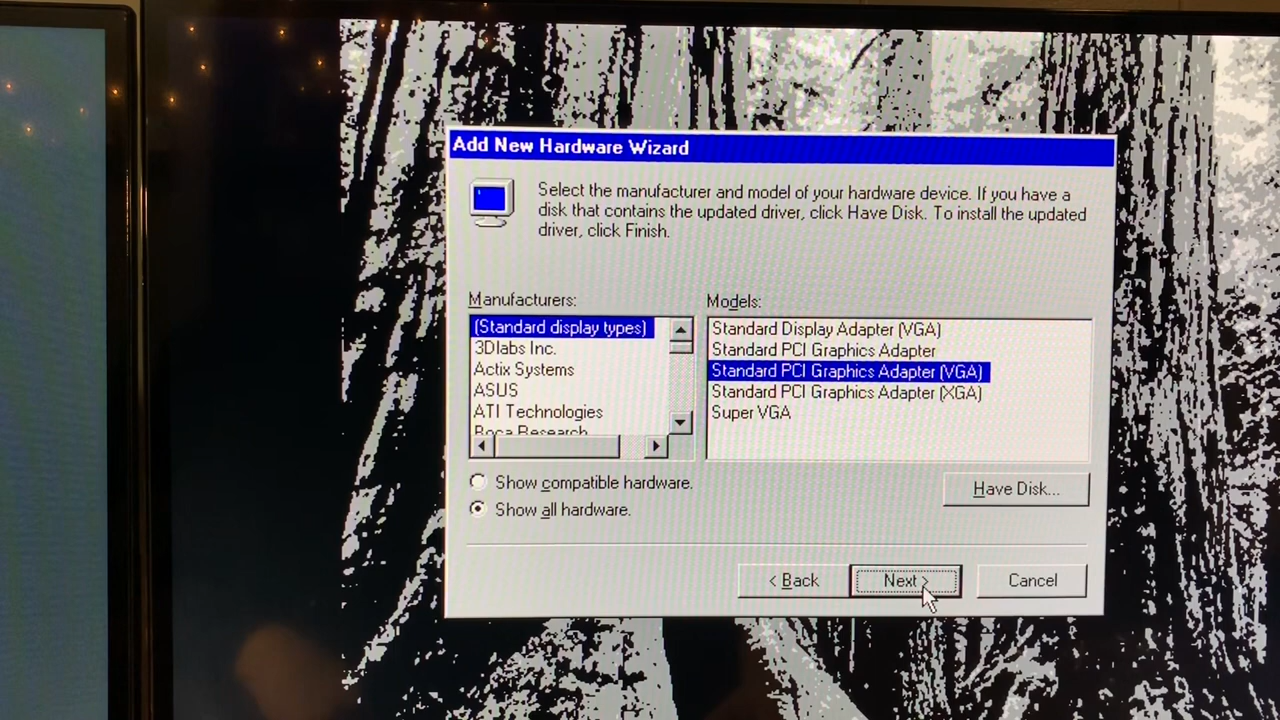 Add New Hardware Wizard
Select the manufacturer and model of your hardware device. If you have a
disk that contains the updated driver, click Have Disk. To install the updated
driver, click Finish.
Manufacturers:
(Standard display types)
3Dlabs Inc.
Actix Systems
ASUS
ATI Technologies
Boca Research
Models:
Standard Display Adapter (VGA)
Standard PCI Graphics Adapter
Standard PCI Graphics Adapter (VGA)
Standard PCI Graphics Adapter (XGA)
Super VGA
Show compatible hardware.
Show all hardware.
Have Disk...
< Back
Next >
Cancel